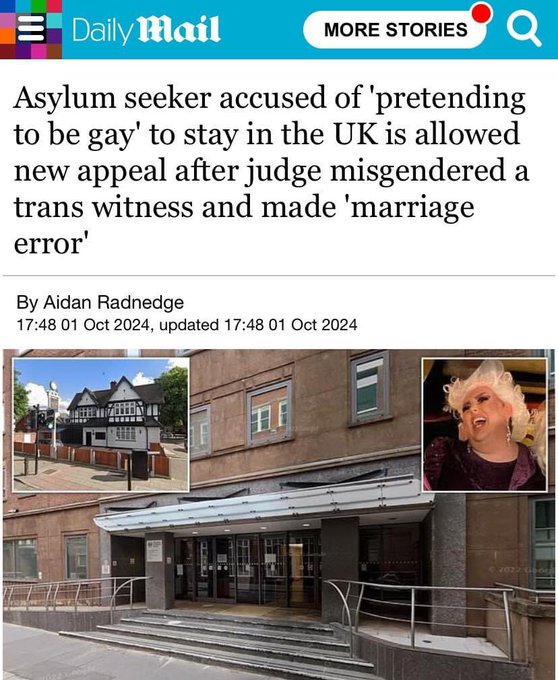 Daily Mail
MORE STORIES
Asylum seeker accused of 'pretending
to be gay' to stay in the UK is allowed
new appeal after judge misgendered a
trans witness and made 'marriage
error'
By Aidan Radnedge
17:48 01 Oct 2024, updated 17:48 01 Oct 2024